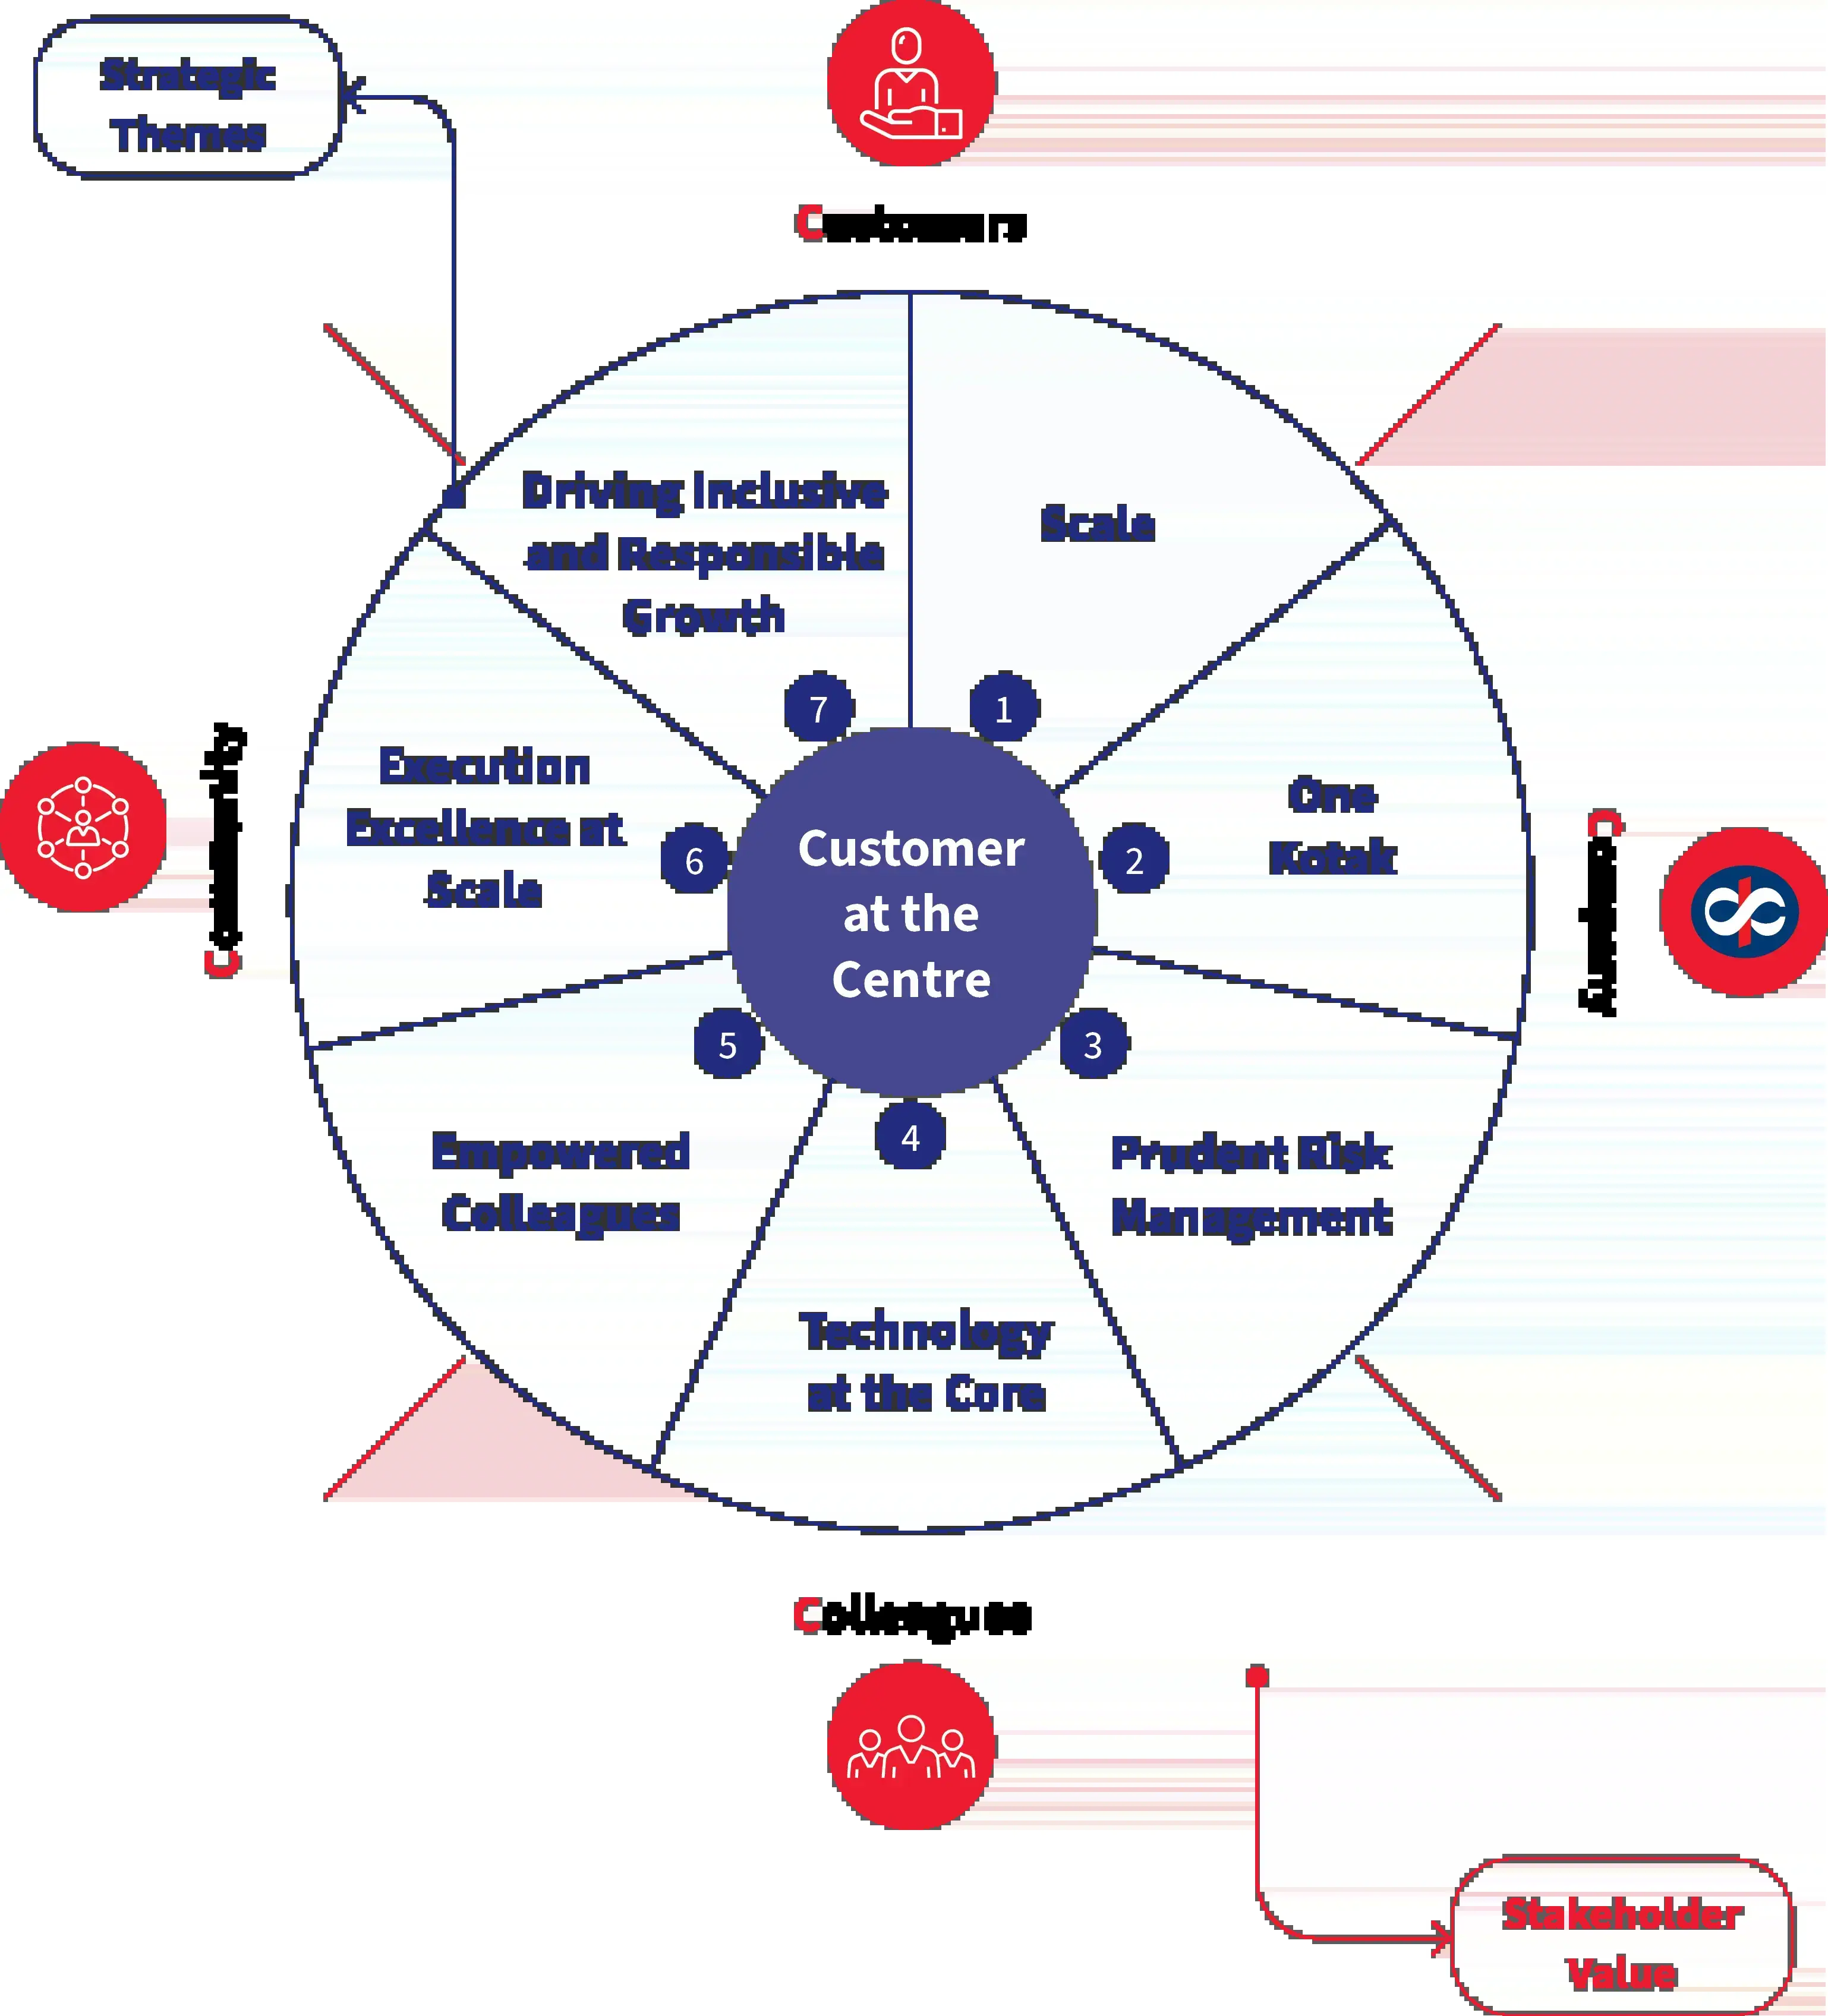 Strategic
Themes
Customers
Driving Inclusive
and Responsible
Growth
7
Scale
1
Community
Execution
Excellence at
Scale
6
Customer
at the
Centre
One
Kotak
2
5
Empowered
Colleagues
4
Technology
at the Core
3
Prudent Risk
Management
Colleagues
Stakeholder
Value